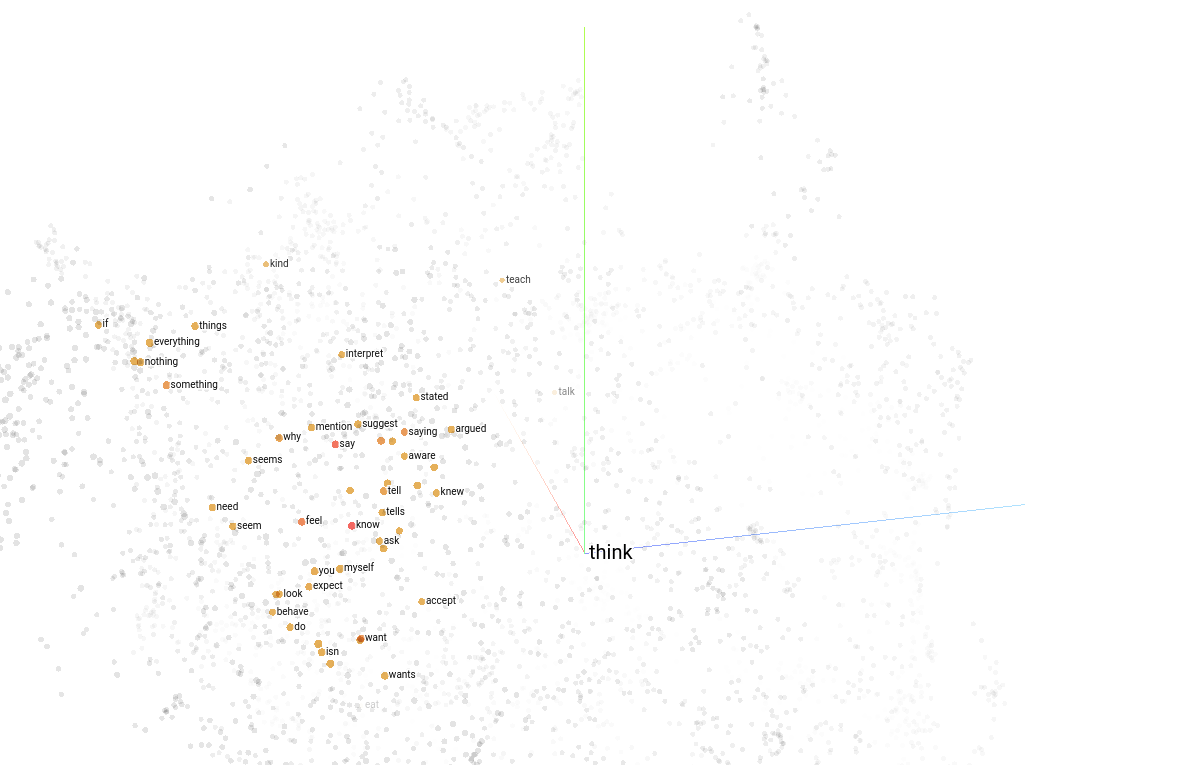 kind
teach
if
things
everything
interpret
nothing
something
talk
stated
mention
suggest
saying
argued
why
say
aware
seems
tell
knew
need
tells
feel
know
seem
ask
think
you
myself
expect
look
accept
behave
do
want
isn
wants
eat